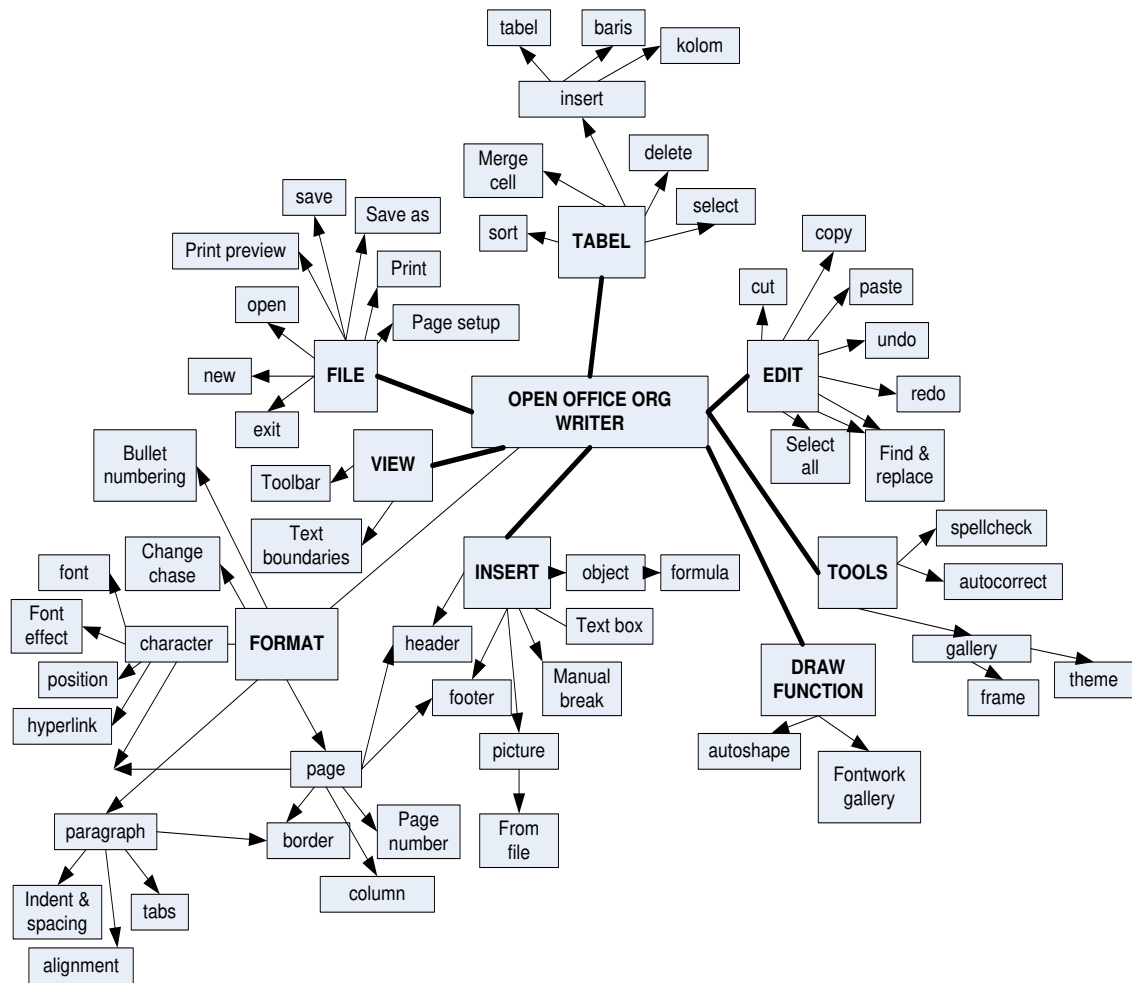 tabel
baris
kolom
insert
Merge
cell
delete
select
sort
TABEL
save
Save as
Print preview
Print
open
Page setup
new
FILE
exit
copy
cut
paste
undo
EDIT
redo
Select
all
Find &
replace
OPEN OFFICE ORG
WRITER
VIEW
Toolbar
Text
boundaries
Bullet
numbering
Change
chase
font
Font
effect
character
position
hyperlink
FORMAT
INSERT
object
formula
Text box
header
footer
Manual
break
picture
From
file
TOOLS
spellcheck
autocorrect
gallery
theme
frame
DRAW
FUNCTION
autoshape
Fontwork
gallery
page
Page
number
border
column
paragraph
Indent &
spacing
tabs
alignment